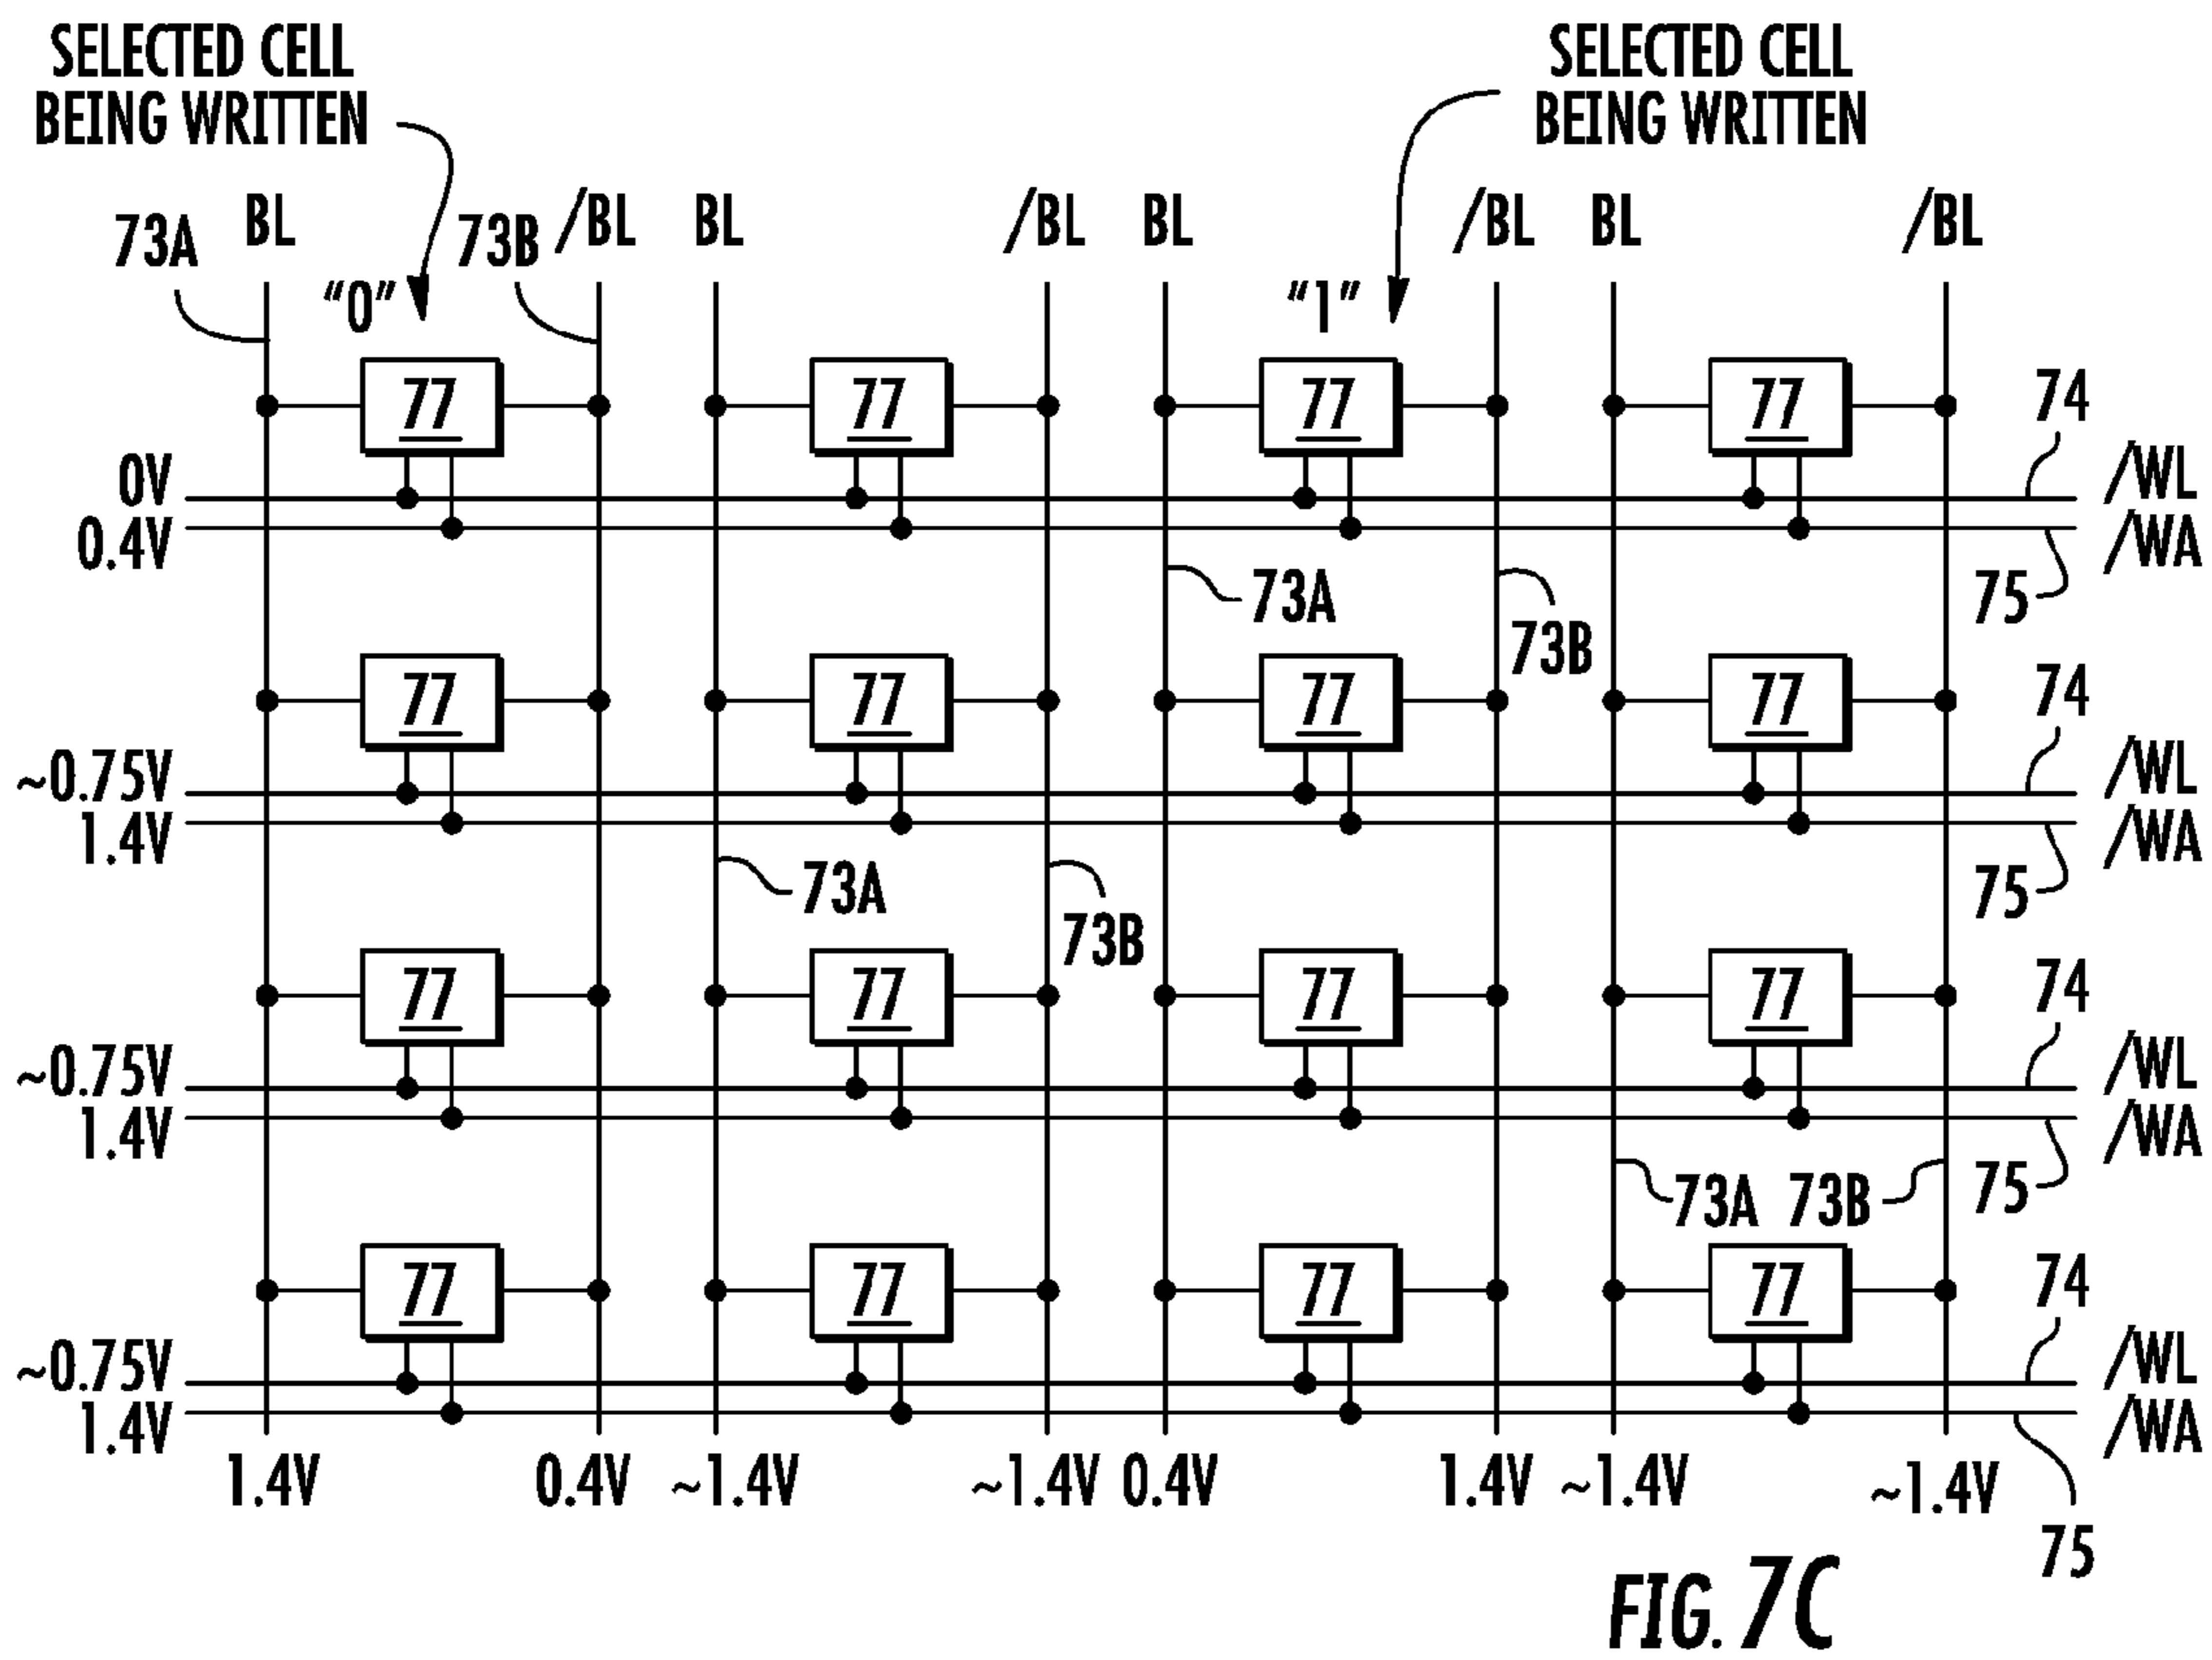 SELECTED CELL
BEING WRITTEN
SELECTED CELL
BEING WRITTEN
73A BL 73B /BL BL /BL BL /BL BL /BL
“0” “1”
77 77 77 77
74
0V /WL
0.4V /WA
73A 75
73B
77 77 77 77
74
~0.75V /WL
1.4V /WA
73A 75
73B
77 77 77 77
74
~0.75V /WL
1.4V /WA
73A 73B 75
77 77 77 77
74
~0.75V /WL
1.4V /WA
1.4V 0.4V ~1.4V ~1.4V 0.4V 1.4V ~1.4V ~1.4V
75
FIG. 7C